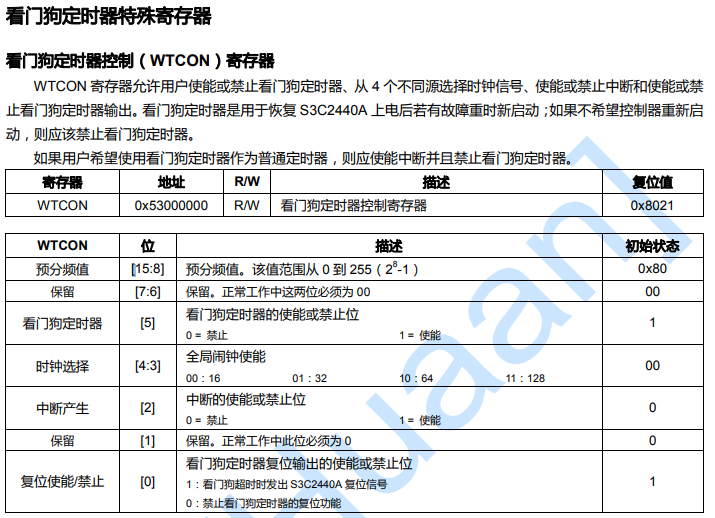 看门狗定时器特殊寄存器
看门狗定时器控制（WTCON）寄存器
WTCON 寄存器允许用户使能或禁止看门狗定时器、从 4 个不同源选择时钟信号、使能或禁止中断和使能或禁
止看门狗定时器输出。看门狗定时器是用于恢复 S3C2440A 上电后若有故障重时新启动；如果不希望控制器重新启
动，则应该禁止看门狗定时器。
如果用户希望使用看门狗定时器作为普通定时器，则应使能中断并且禁止看门狗定时器。
寄存器 地址 R/W 描述 复位值
WTCON 0x53000000 R/W 看门狗定时器控制寄存器 0x8021
WTCON 位 描述 初始状态
预分频值 [15:8] 预分频值。该值范围从 0 到 255（2⁸-1） 0x80
保留 [7:6] 保留。正常工作中这两位必须为 00 00
看门狗定时器 [5] 看门狗定时器的使能或禁止位 1
0 = 禁止 1 = 使能
时钟选择 [4:3] 全局闹钟使能 00
00：16 01：32 10：64 11：128
中断产生 [2] 中断的使能或禁止位 0
0 = 禁止 1 = 使能
保留 [1] 保留。正常工作中此位必须为 0 0
复位使能/禁止 [0] 看门狗定时器复位输出的使能或禁止位 1
1：看门狗超时时发出 S3C2440A 复位信号
0：禁止看门狗定时器的复位功能